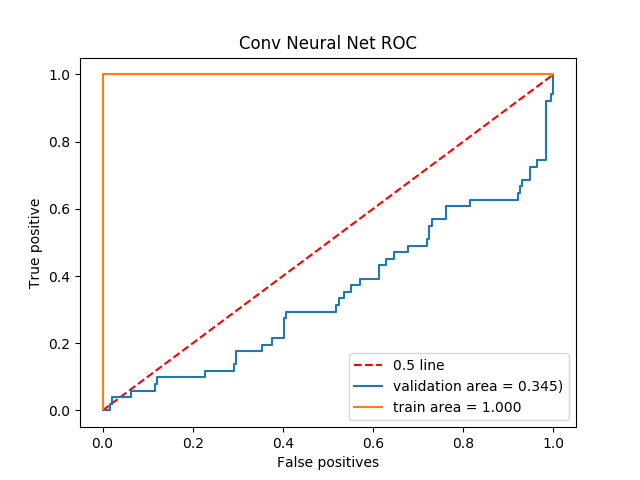 Conv Neural Net ROC
True positive
1.0
0.8
0.6
0.4
0.2
0.0
0.5 line
validation area = 0.345)
train area = 1.000
0.0 0.2 0.4 0.6 0.8 1.0
False positives